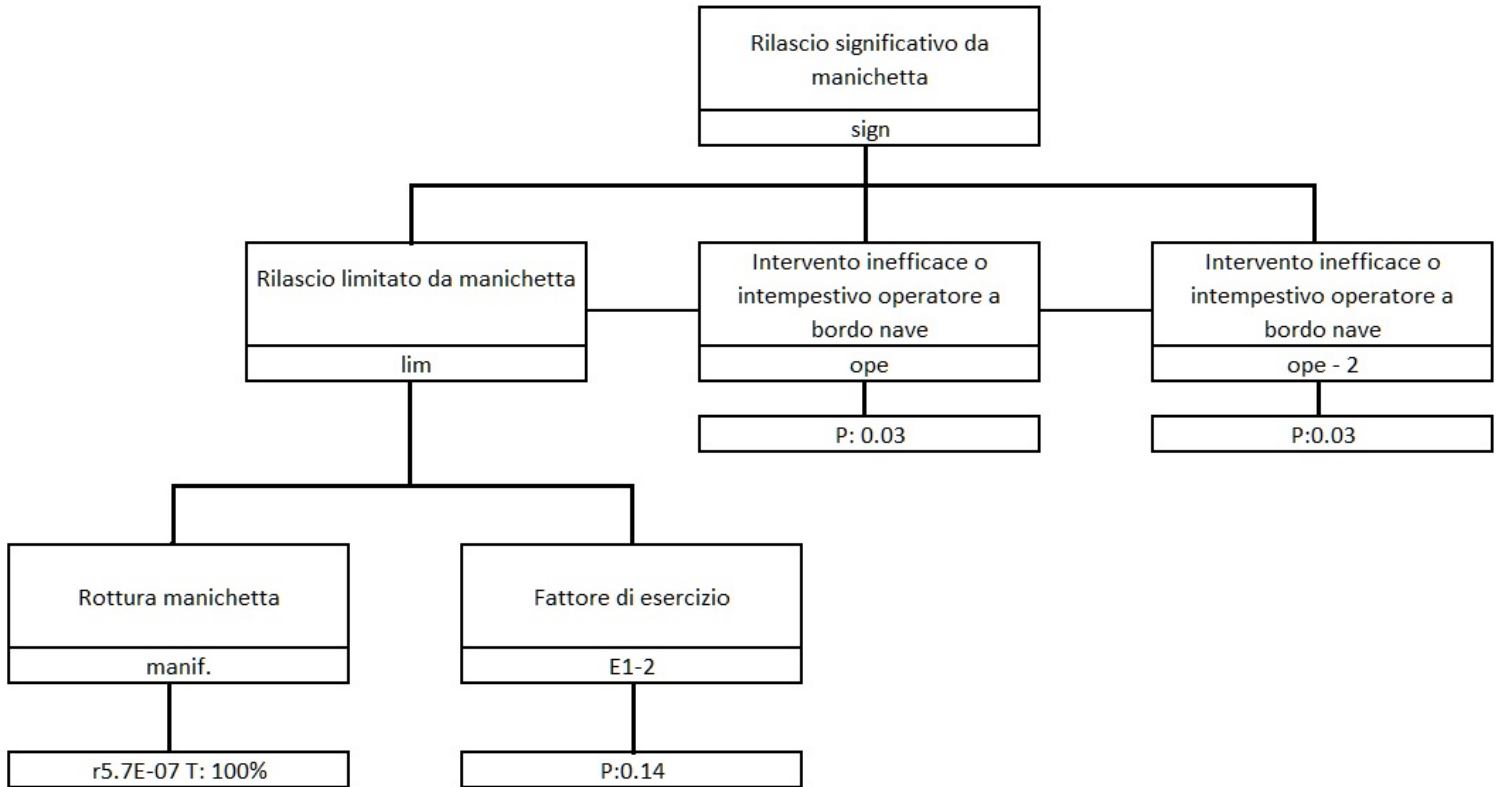 Rilascio significativo da
manichetta
sign
Rilascio limitato da manichetta
lim
Intervento inefficace o
intempestivo operatore a
bordo nave
ope
P: 0.03
Intervento inefficace o
intempestivo operatore a
bordo nave
ope - 2
P:0.03
Rottura manichetta
manif.
r5.7E-07 T: 100%
Fattore di esercizio
E1-2
P:0.14